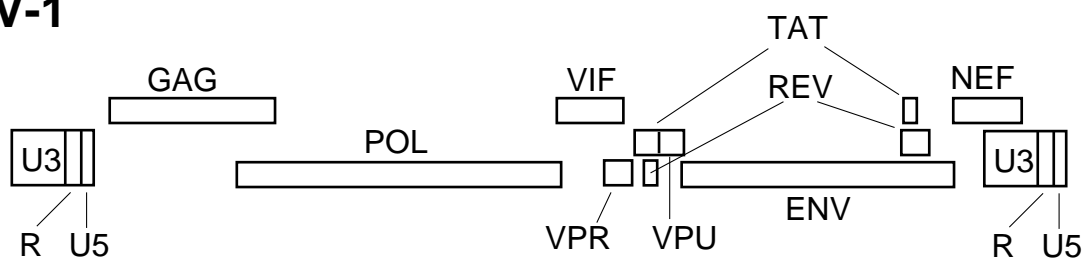 V-1
TAT
GAG
VIF
REV
NEF
POL
U3
U3
ENV
R
U5
VPR
VPU
R
U5